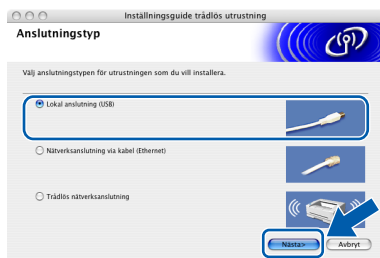 Inställningsguide trådlös utrustning
Anslutningstyp
Välj anslutningstypen för utrustningen som du vill installera.
Lokal anslutning (USB)
Nätverksanslutning via kabel (Ethernet)
Trådlös nätverksanslutning
Nästa>
Avbryt